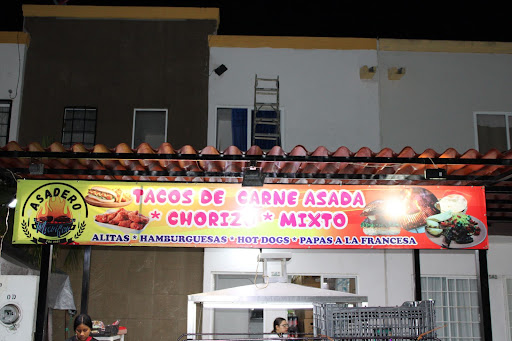 ASADERO
TACOS DE CARNE ASADA
* CHORIZO * MIXTO
ALITAS * HAMBURGUESAS * HOT DOGS * PAPAS A LA FRANCESA